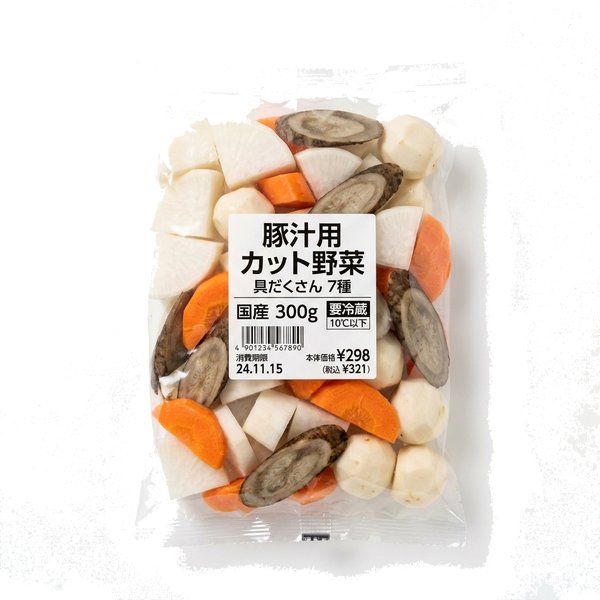 豚汁用
カット野菜
具だくさん 7種
国産 300g 要冷蔵
10℃以下
4 901234 567890
消費期限 本体価格 ¥298
24.11.15 (税込 ¥321)